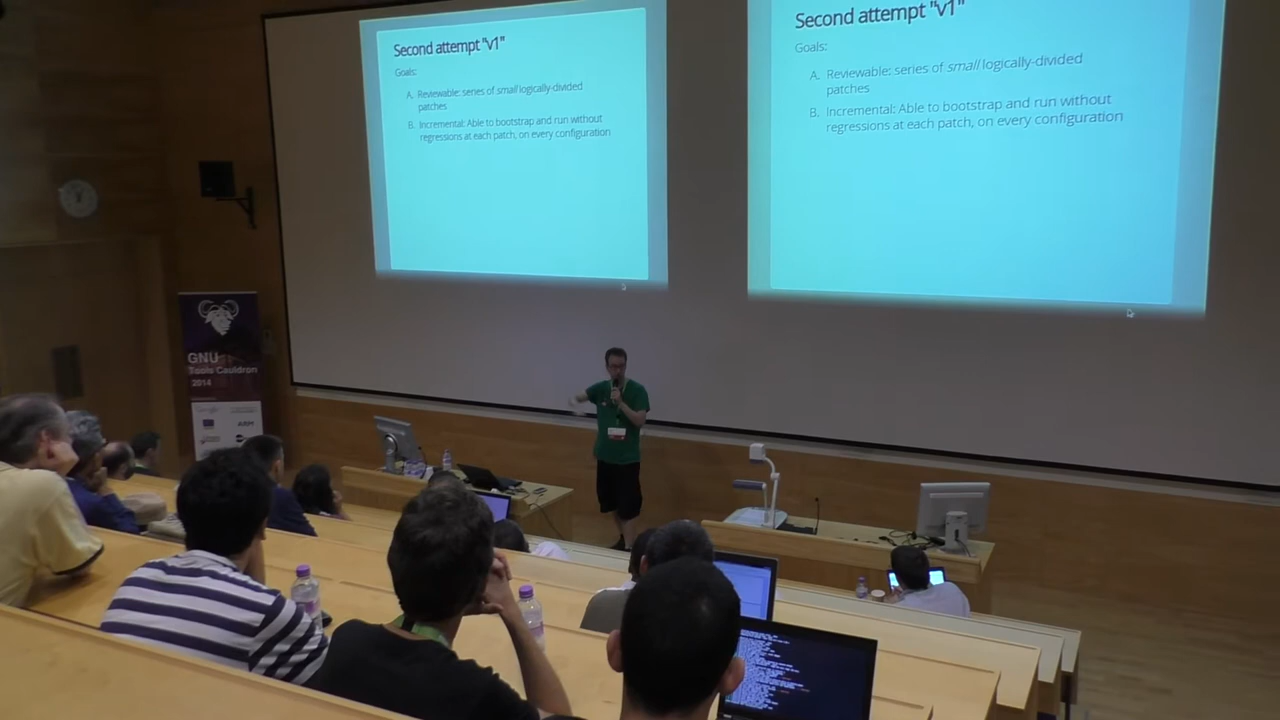 Second attempt "v1"
Goals:
A. Reviewable: series of small logically-divided
patches
B. Incremental: Able to bootstrap and run without
regressions at each patch, on every configuration
Second attempt "v1"
Goals:
A. Reviewable: series of small logically-divided
patches
B. Incremental: Able to bootstrap and run without
regressions at each patch, on every configuration
GNU
Tools Cauldron
2014
Google
ARM